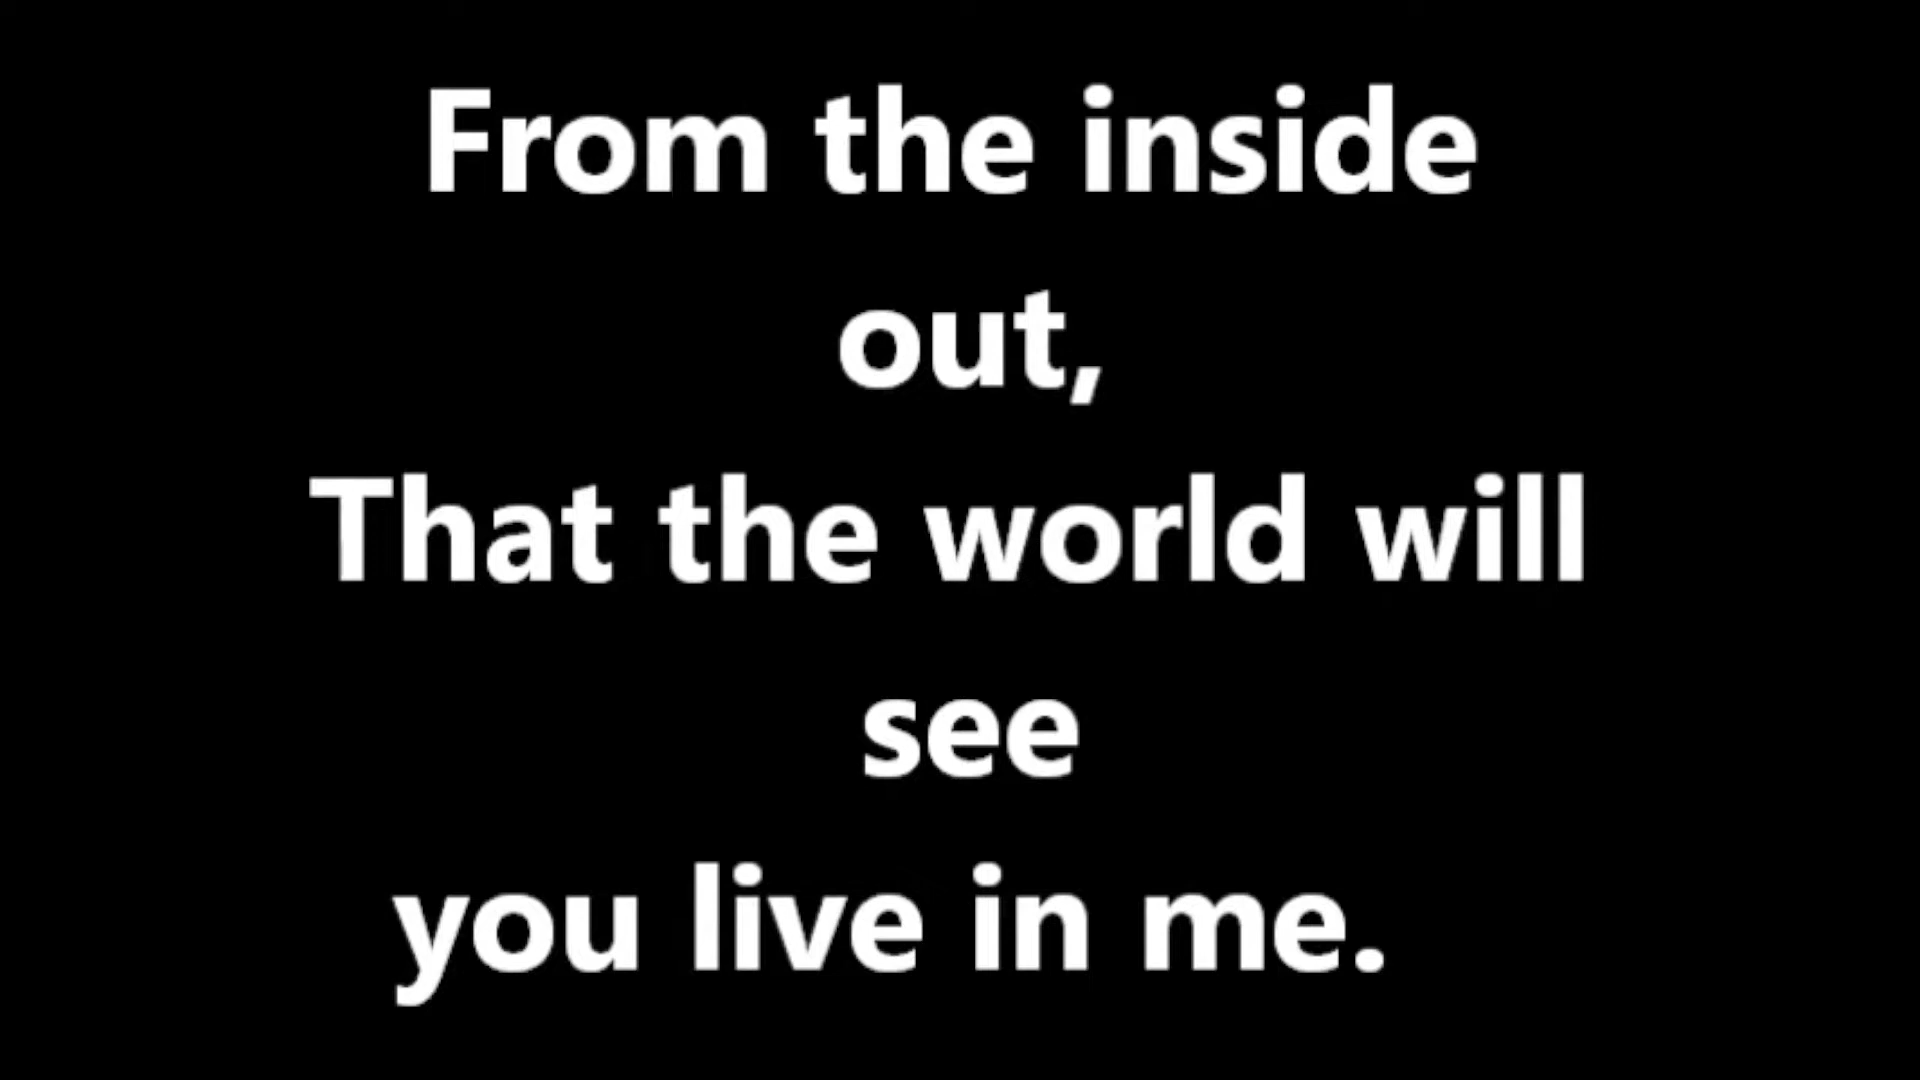 From the inside
out,
That the world will
see
you live in me.